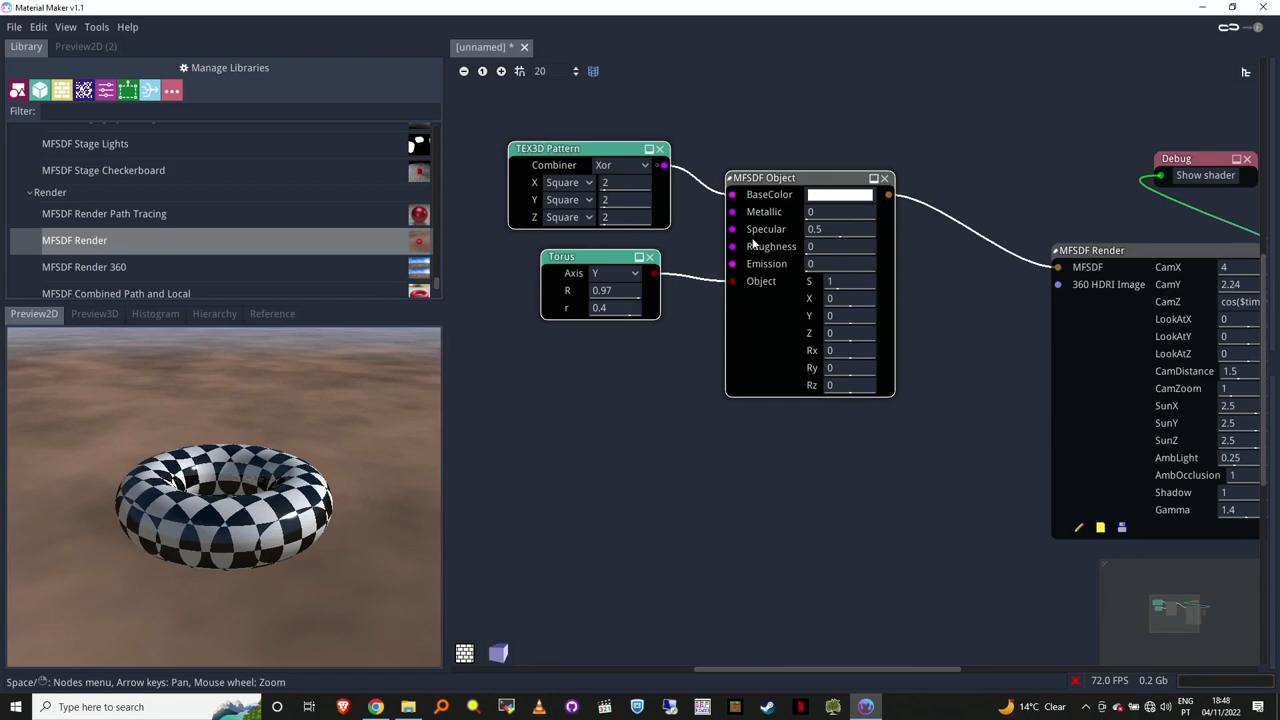 Material Maker v1.1
File Edit View Tools Help
Library Preview2D (2)
[unnamed] *
Manage Libraries
20
Filter:
MFSDF Stage Lights
MFSDF Stage Checkerboard
Render
MFSDF Render Path Tracing
MFSDF Render
MFSDF Render 360
MFSDF Combined Path and Local
Preview2D Preview3D Histogram Hierarchy Reference
TEX3D Pattern
Combiner Xor
X Square 2
Y Square 2
Z Square 2
Torus
Axis Y
R 0.97
r 0.4
MFSDF Object
BaseColor
Metallic 0
Specular 0.5
Roughness 0
Emission 0
Object S 1
X 0
Y 0
Z 0
Rx 0
Ry 0
Rz 0
Debug
Show shader
MFSDF Render
MFSDF CamX 4
360 HDRI Image CamY 2.24
CamZ cos($tim
LookAtX 0
LookAtY 0
LookAtZ 0
CamDistance 1.5
CamZoom 1
SunX 2.5
SunY 2.5
SunZ 2.5
AmbLight 0.25
AmbOcclusion 1
Shadow 1
Gamma 1.4
Space/ : Nodes menu, Arrow keys: Pan, Mouse wheel: Zoom
72.0 FPS 0.2 Gb
Type here to search
14°C Clear
ENG
PT
18:48
04/11/2022